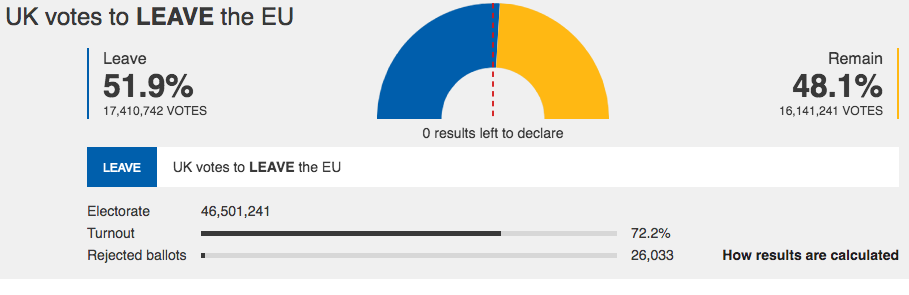 UK votes to LEAVE the EU
Leave
51.9%
17,410,742 VOTES
Remain
48.1%
16,141,241 VOTES
0 results left to declare
LEAVE UK votes to LEAVE the EU
Electorate 46,501,241
Turnout 72.2%
Rejected ballots 26,033 How results are calculated